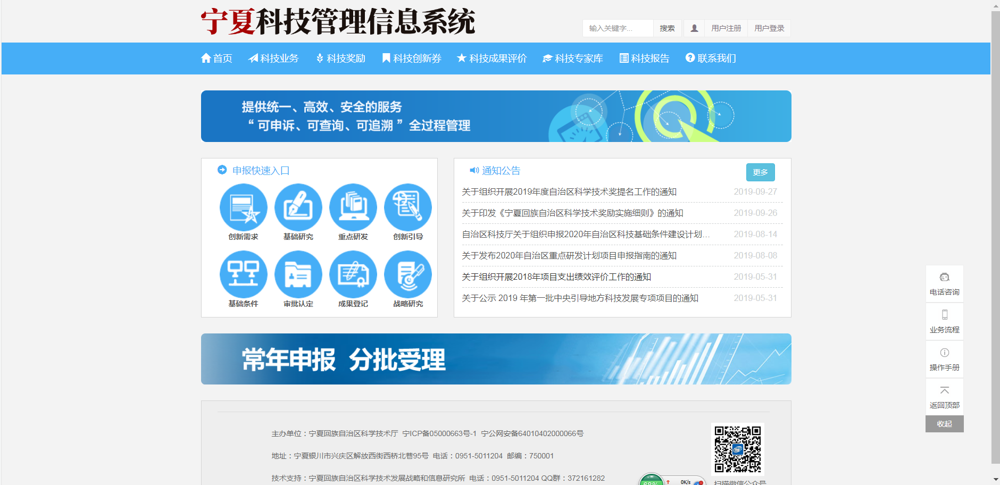 宁夏科技管理信息系统
输入关键字... 搜索 用户注册 用户登录
首页 科技业务 科技奖励 科技创新券 科技成果评价 科技专家库 科技报告 联系我们
提供统一、高效、安全的服务
“ 可申诉、可查询、可追溯 ” 全过程管理
申报快速入口
创新需求 基础研究 重点研发 创新引导
基础条件 审批认定 成果登记 战略研究
通知公告 更多
关于组织开展2019年度自治区科学技术奖提名工作的通知 2019-09-27
关于印发《宁夏回族自治区科学技术奖励实施细则》的通知 2019-09-26
自治区科技厅关于组织申报2020年自治区科技基础条件建设计划... 2019-08-14
关于发布2020年自治区重点研发计划项目申报指南的通知 2019-08-08
关于组织开展2018年项目支出绩效评价工作的通知 2019-05-31
关于公示 2019 年第一批中央引导地方科技发展专项项目的通知 2019-05-31
电话咨询
业务流程
操作手册
返回顶部
收起
常年申报 分批受理
主办单位：宁夏回族自治区科学技术厅 宁ICP备05000663号-1 宁公网安备64010402000066号
地址：宁夏银川市兴庆区解放西街西桥北巷95号 电话：0951-5011204 邮编：750001
技术支持：宁夏回族自治区科学技术发展战略和信息研究所 电话：0951-5011204 QQ群：372161282
扫描微信公众号
68% 0K/s